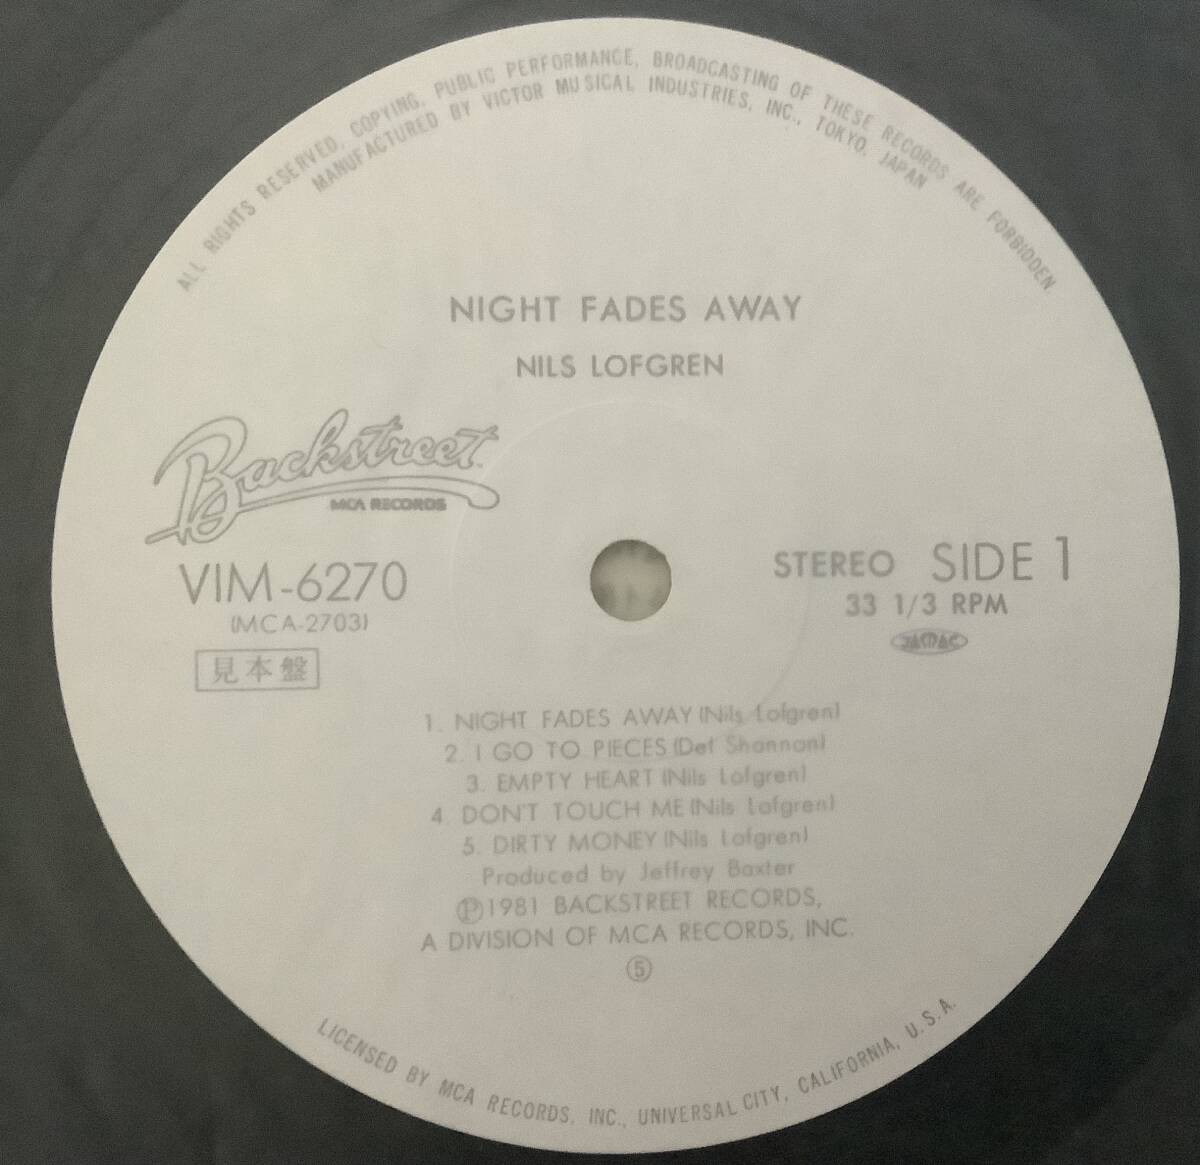 ALL RIGHTS RESERVED, COPYING, PUBLIC PERFORMANCE, BROADCASTING OF THESE RECORDS ARE FORBIDDEN
MANUFACTURED BY VICTOR MUSICAL INDUSTRIES, INC., TOKYO, JAPAN
NIGHT FADES AWAY
NILS LOFGREN
Backstreet
MCA RECORDS
VIM-6270
(MCA-2703)
見本盤
STEREO SIDE 1
33 1/3 RPM
JASRAC
1. NIGHT FADES AWAY (Nils Lofgren)
2. I GO TO PIECES (Del Shannon)
3. EMPTY HEART (Nils Lofgren)
4 DON'T TOUCH ME (Nils Lofgren)
5. DIRTY MONEY (Nils Lofgren)
Produced by Jeffrey Baxter
Ⓟ1981 BACKSTREET RECORDS,
A DIVISION OF MCA RECORDS, INC.
⑤
LICENSED BY MCA RECORDS, INC., UNIVERSAL CITY, CALIFORNIA, U.S.A.